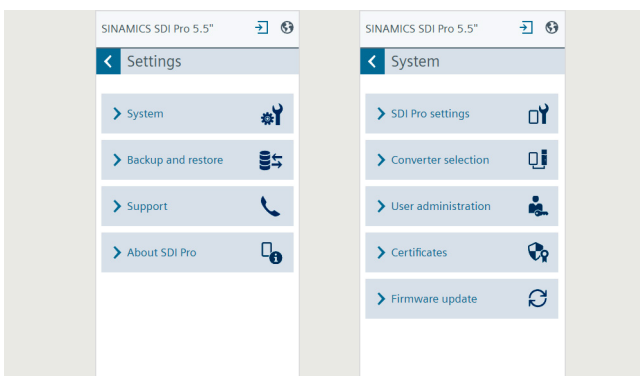 SINAMICS SDI Pro 5.5"
Settings
System
Backup and restore
Support
About SDI Pro
SINAMICS SDI Pro 5.5"
System
SDI Pro settings
Converter selection
User administration
Certificates
Firmware update